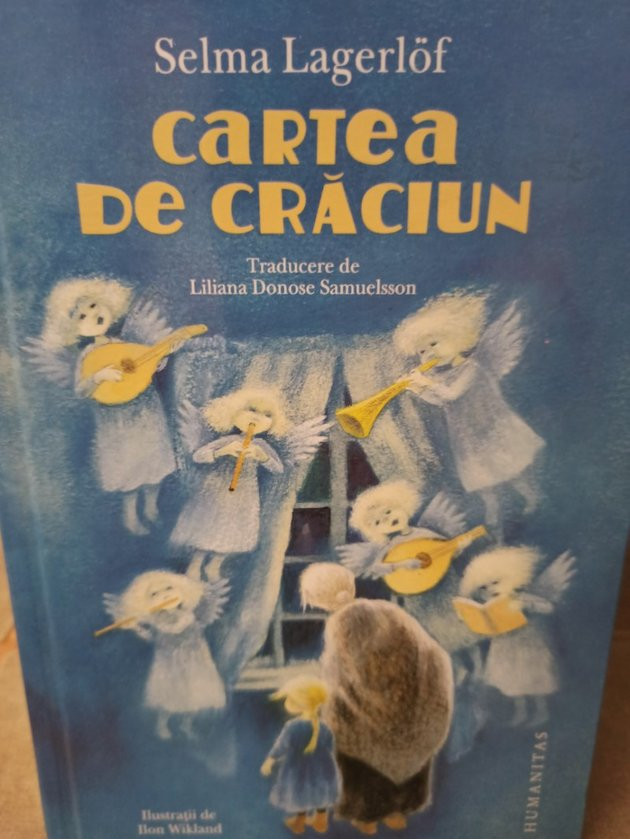 Selma Lagerlöf
CARTEA
DE CRĂCIUN
Traducere de
Liliana Donose Samuelsson
Ilustrații de
Ilon Wikland
HUMANITAS